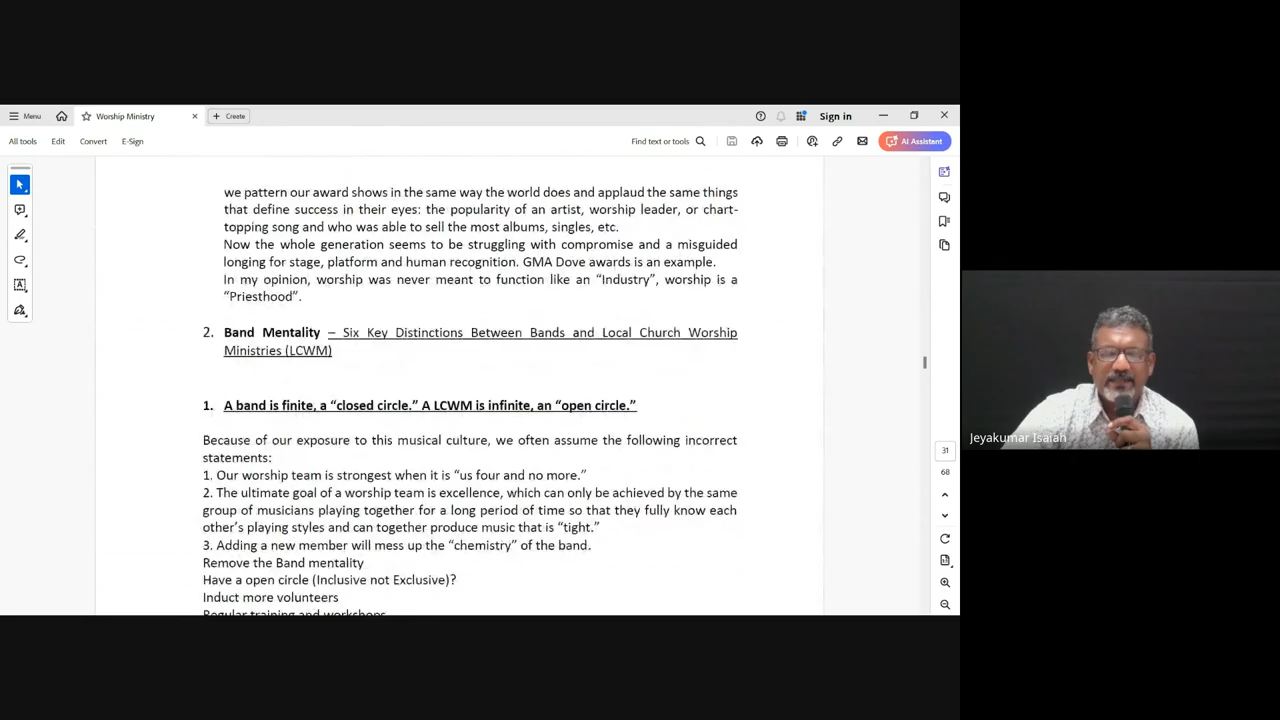 Menu
Worship Ministry
Create
Sign in
All tools
Edit
Convert
E-Sign
Find text or tools
AI Assistant
we pattern our award shows in the same way the world does and applaud the same things
that define success in their eyes: the popularity of an artist, worship leader, or chart-
topping song and who was able to sell the most albums, singles, etc.
Now the whole generation seems to be struggling with compromise and a misguided
longing for stage, platform and human recognition. GMA Dove awards is an example.
In my opinion, worship was never meant to function like an “Industry”, worship is a
“Priesthood”.
2. Band Mentality – Six Key Distinctions Between Bands and Local Church Worship
Ministries (LCWM)
1. A band is finite, a “closed circle.” A LCWM is infinite, an “open circle.”
Because of our exposure to this musical culture, we often assume the following incorrect
statements:
1. Our worship team is strongest when it is “us four and no more.”
2. The ultimate goal of a worship team is excellence, which can only be achieved by the same
group of musicians playing together for a long period of time so that they fully know each
other’s playing styles and can together produce music that is “tight.”
3. Adding a new member will mess up the “chemistry” of the band.
Remove the Band mentality
Have a open circle (Inclusive not Exclusive)?
Induct more volunteers
Regular training and workshops
31
68
Jeyakumar Isaiah